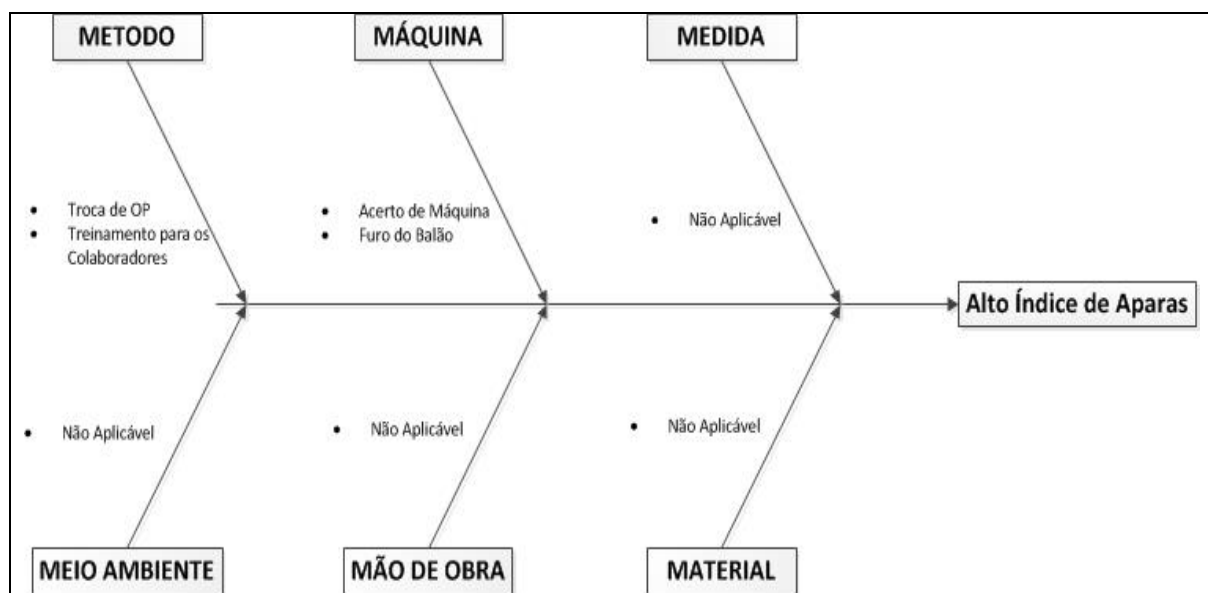 METODO
MÁQUINA
MEDIDA
• Troca de OP
• Treinamento para os
Colaboradores
• Acerto de Máquina
• Furo do Balão
• Não Aplicável
Alto Índice de Aparas
• Não Aplicável
• Não Aplicável
• Não Aplicável
MEIO AMBIENTE
MÃO DE OBRA
MATERIAL